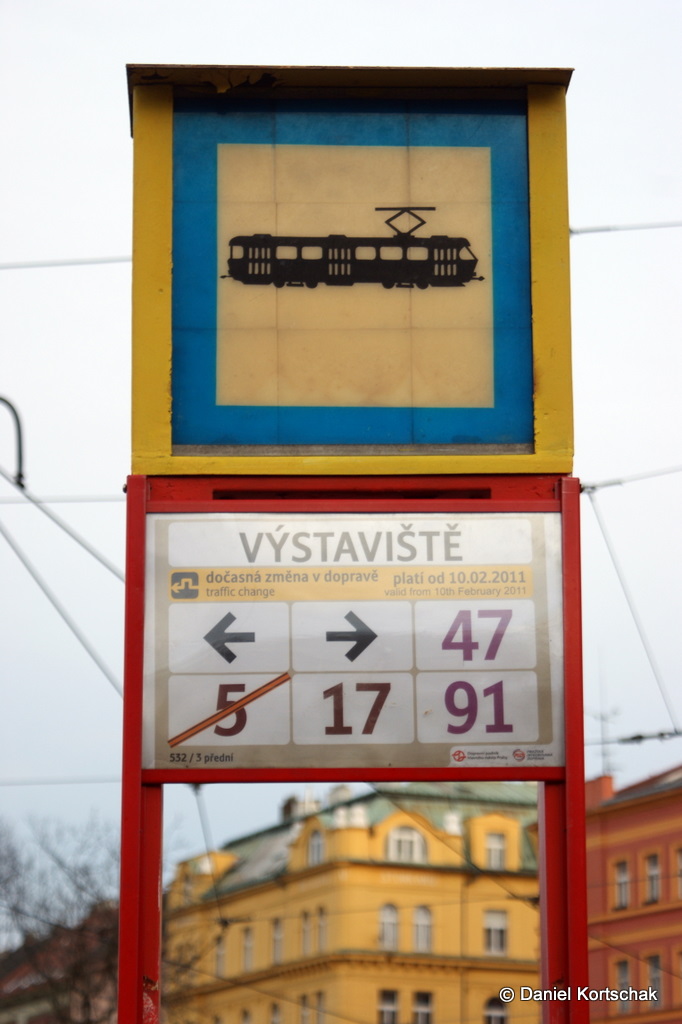 VÝSTAVIŠTĚ
dočasná změna v dopravě platí od 10.02.2011
traffic change valid from 10th February 2011
← → 47
5 17 91
532 / 3 přední
© Daniel Kortschak